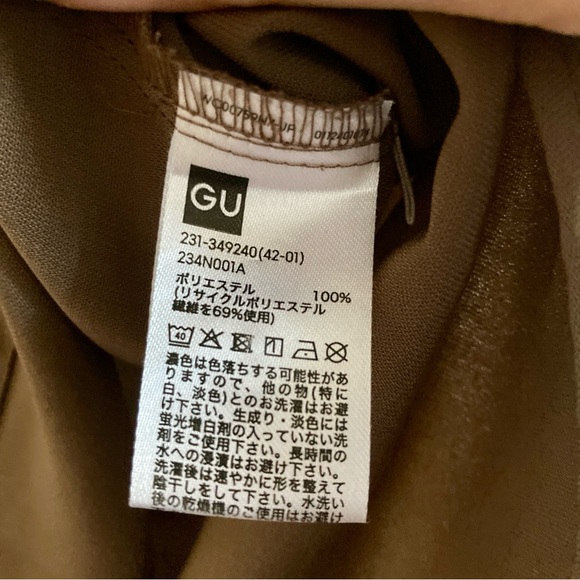 GU
231-349240(42-01)
234N001A
ポリエステル 100%
(リサイクルポリエステル
繊維を69%使用)
40
濃色は色落ちする可能性があ
りますので、他の物(特に
白、淡色)とのお洗濯はお避
け下さい。生成り・淡色には
蛍光増白剤の入っていない洗
剤をご使用下さい。長時間の
水への浸漬はお避け下さい。
洗濯後は速やかに形を整えて
陰干しをして下さい。水洗い
後の乾燥機のご使用はお避け